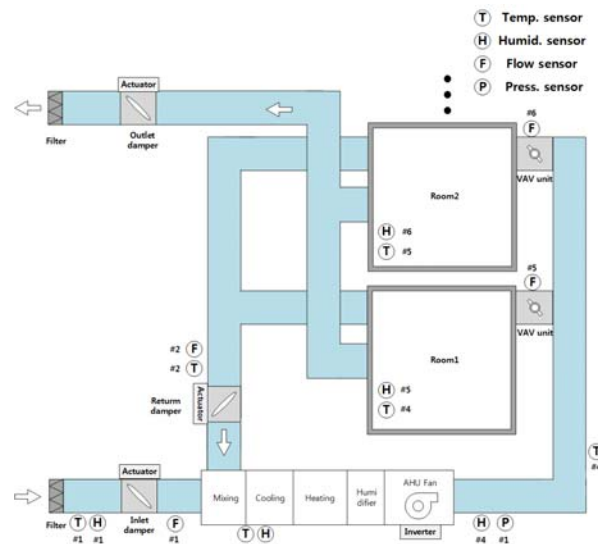 T Temp. sensor
H Humid. sensor
F Flow sensor
P Press. sensor
Actuator
Filter
Outlet
damper
#6
F
VAV unit
Room2
H #6
T #5
#5
F
VAV unit
Room1
H #5
T #4
#2 F
#2 T
Returm
damper
Actuator
Actuator
Mixing
Cooling
Heating
Humi
difier
AHU Fan
Inverter
Filter
T H
#1 #1
Inlet
damper
F
#1
T H
H P
#4 #1
T